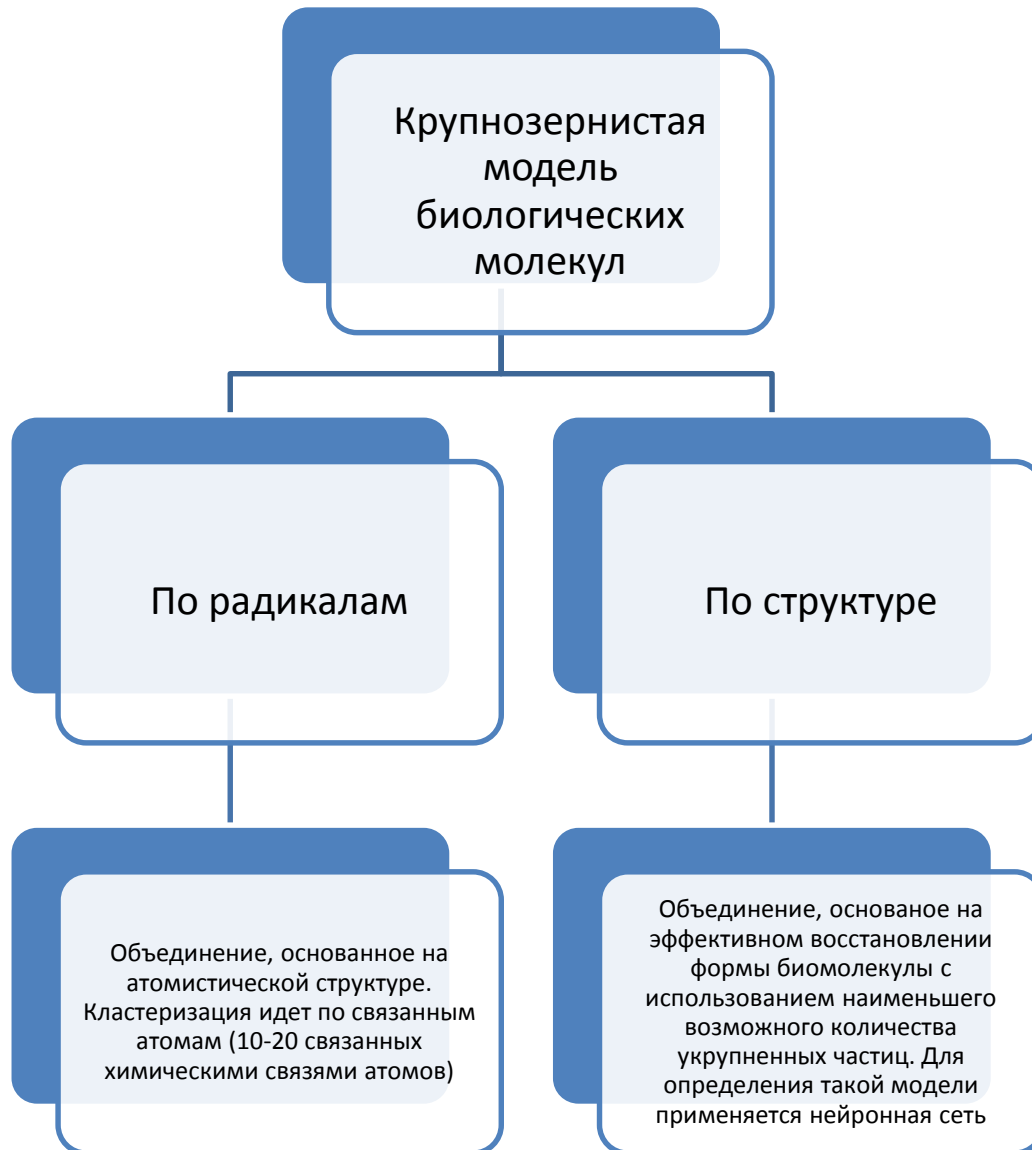 Крупнозернистая
модель
биологических
молекул
По радикалам
По структуре
Объединение, основанное на
атомистической структуре.
Кластеризация идет по связанным
атомам (10-20 связанных
химическими связями атомов)
Объединение, основаное на
эффективном восстановлении
формы биомолекулы с
использованием наименьшего
возможного количества
укрупненных частиц. Для
определения такой модели
применяется нейронная сеть